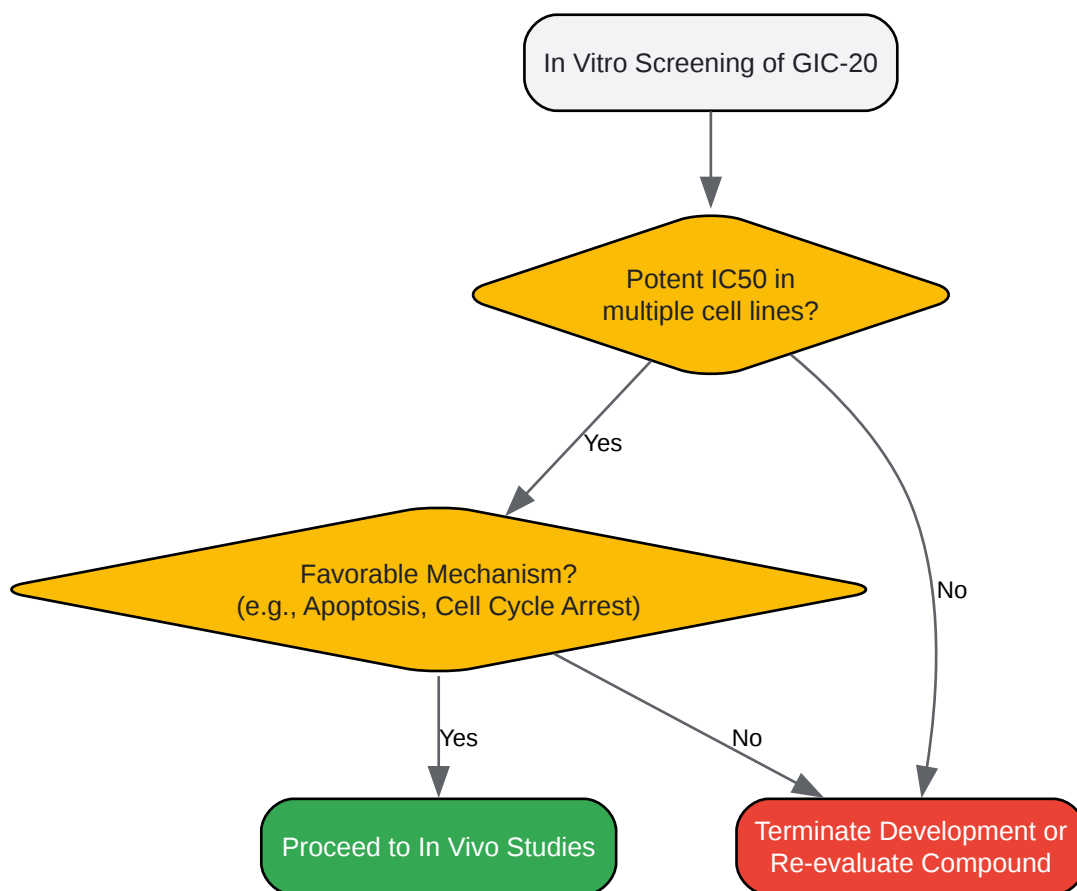 In Vitro Screening of GIC-20
Potent IC50 in
multiple cell lines?
Yes
No
Favorable Mechanism?
(e.g., Apoptosis, Cell Cycle Arrest)
Yes
No
Proceed to In Vivo Studies
Terminate Development or
Re-evaluate Compound